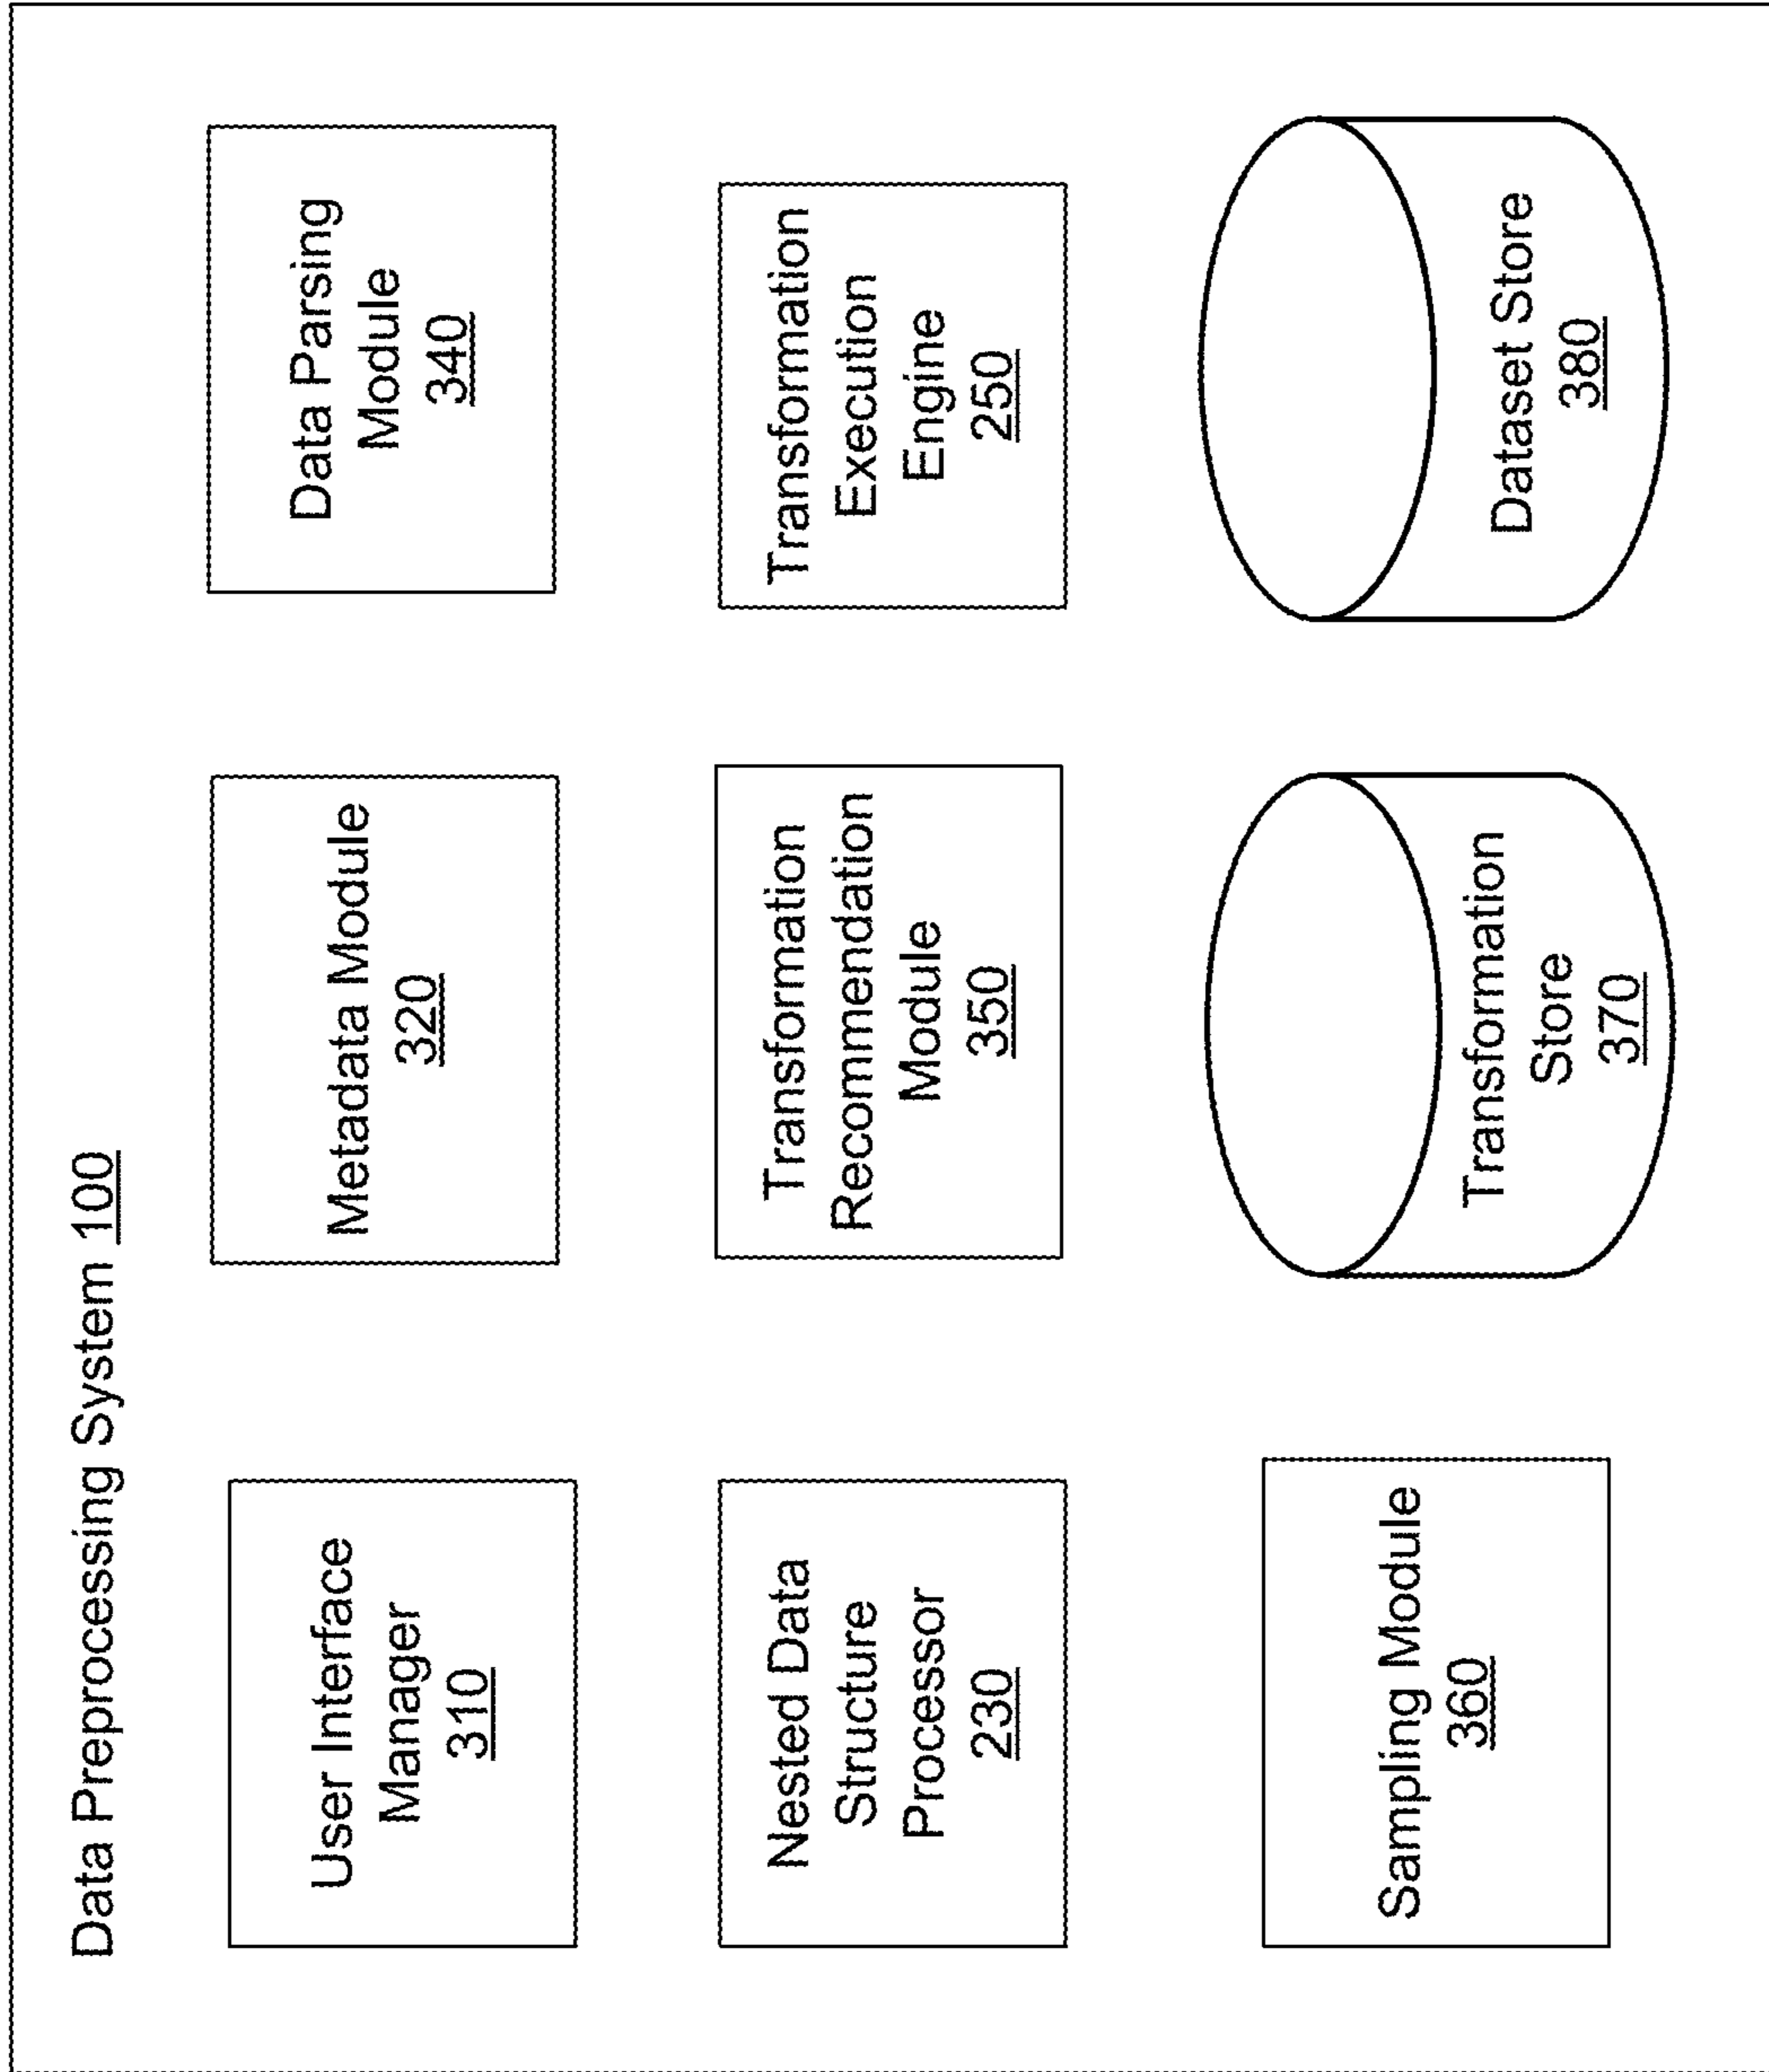 Data Preprocessing System 100
User Interface
Manager
310
Metadata Module
320
Data Parsing
Module
340
Nested Data
Structure
Processor
230
Transformation
Recommendation
Module
350
Transformation
Execution
Engine
250
Sampling Module
360
Transformation
Store
370
Dataset Store
380